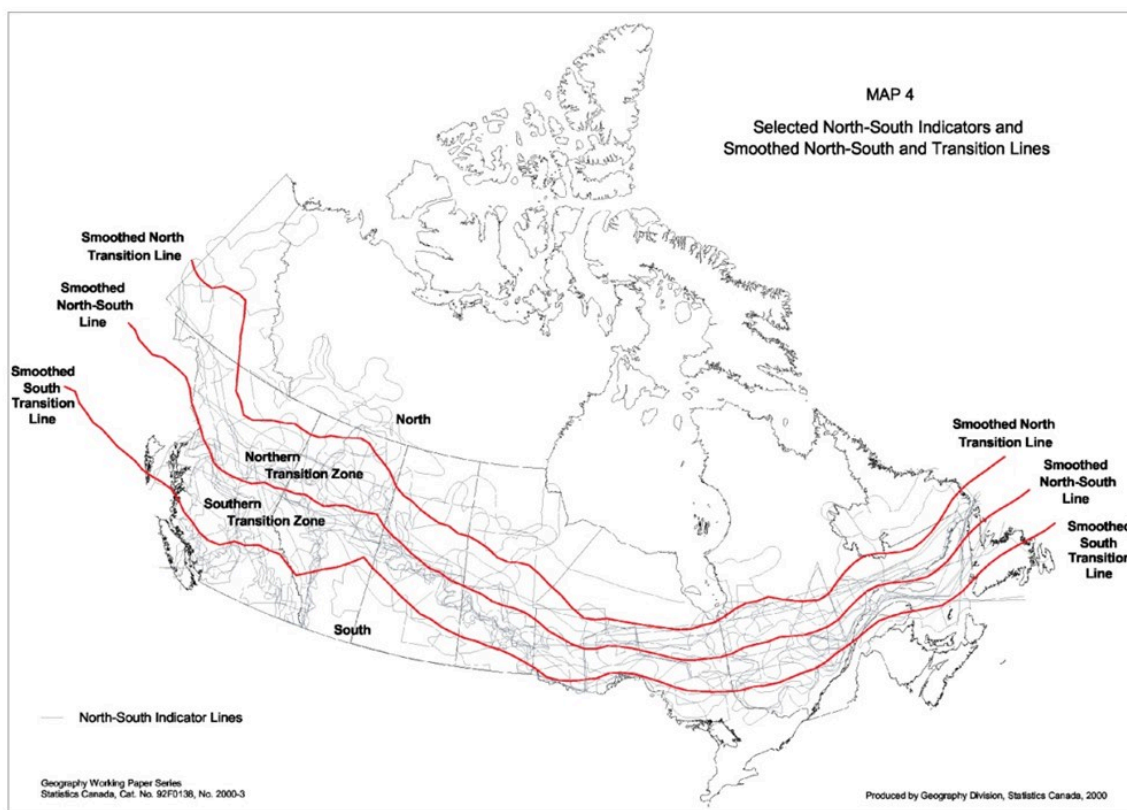 MAP 4
Selected North-South Indicators and
Smoothed North-South and Transition Lines
Smoothed North
Transition Line
Smoothed
North-South
Line
Smoothed
South
Transition
Line
North
Northern
Transition Zone
Southern
Transition Zone
South
Smoothed North
Transition Line
Smoothed
North-South
Line
Smoothed
South
Transition
Line
North-South Indicator Lines
Geography Working Paper Series
Statistics Canada, Cat. No. 92F0138, No. 2000-3
Produced by Geography Division, Statistics Canada, 2000